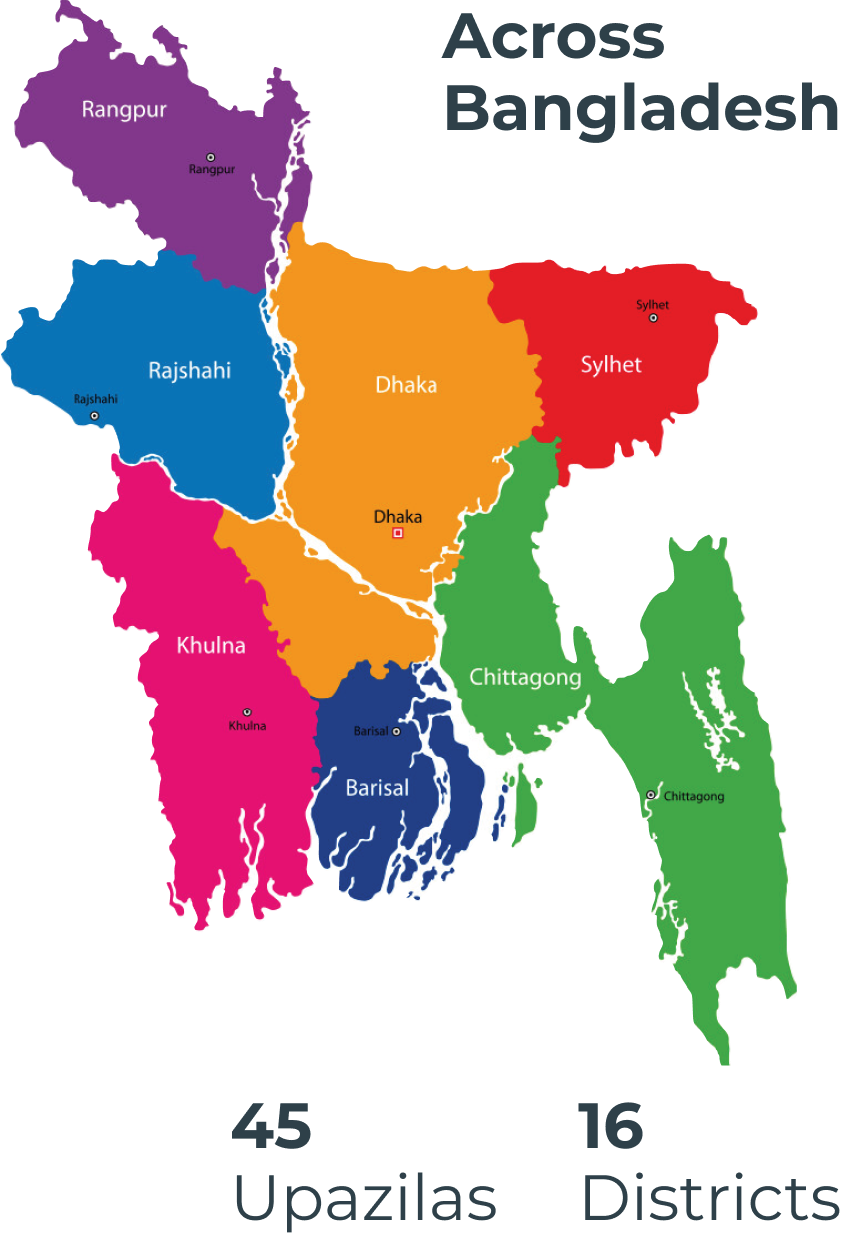 Across
Bangladesh
Rangpur
Rangpur
Sylhet
Sylhet
Rajshahi
Dhaka
Rajshahi
Dhaka
Khulna
Chittagong
Khulna
Barisal
Barisal
Chittagong
45
Upazilas
16
Districts